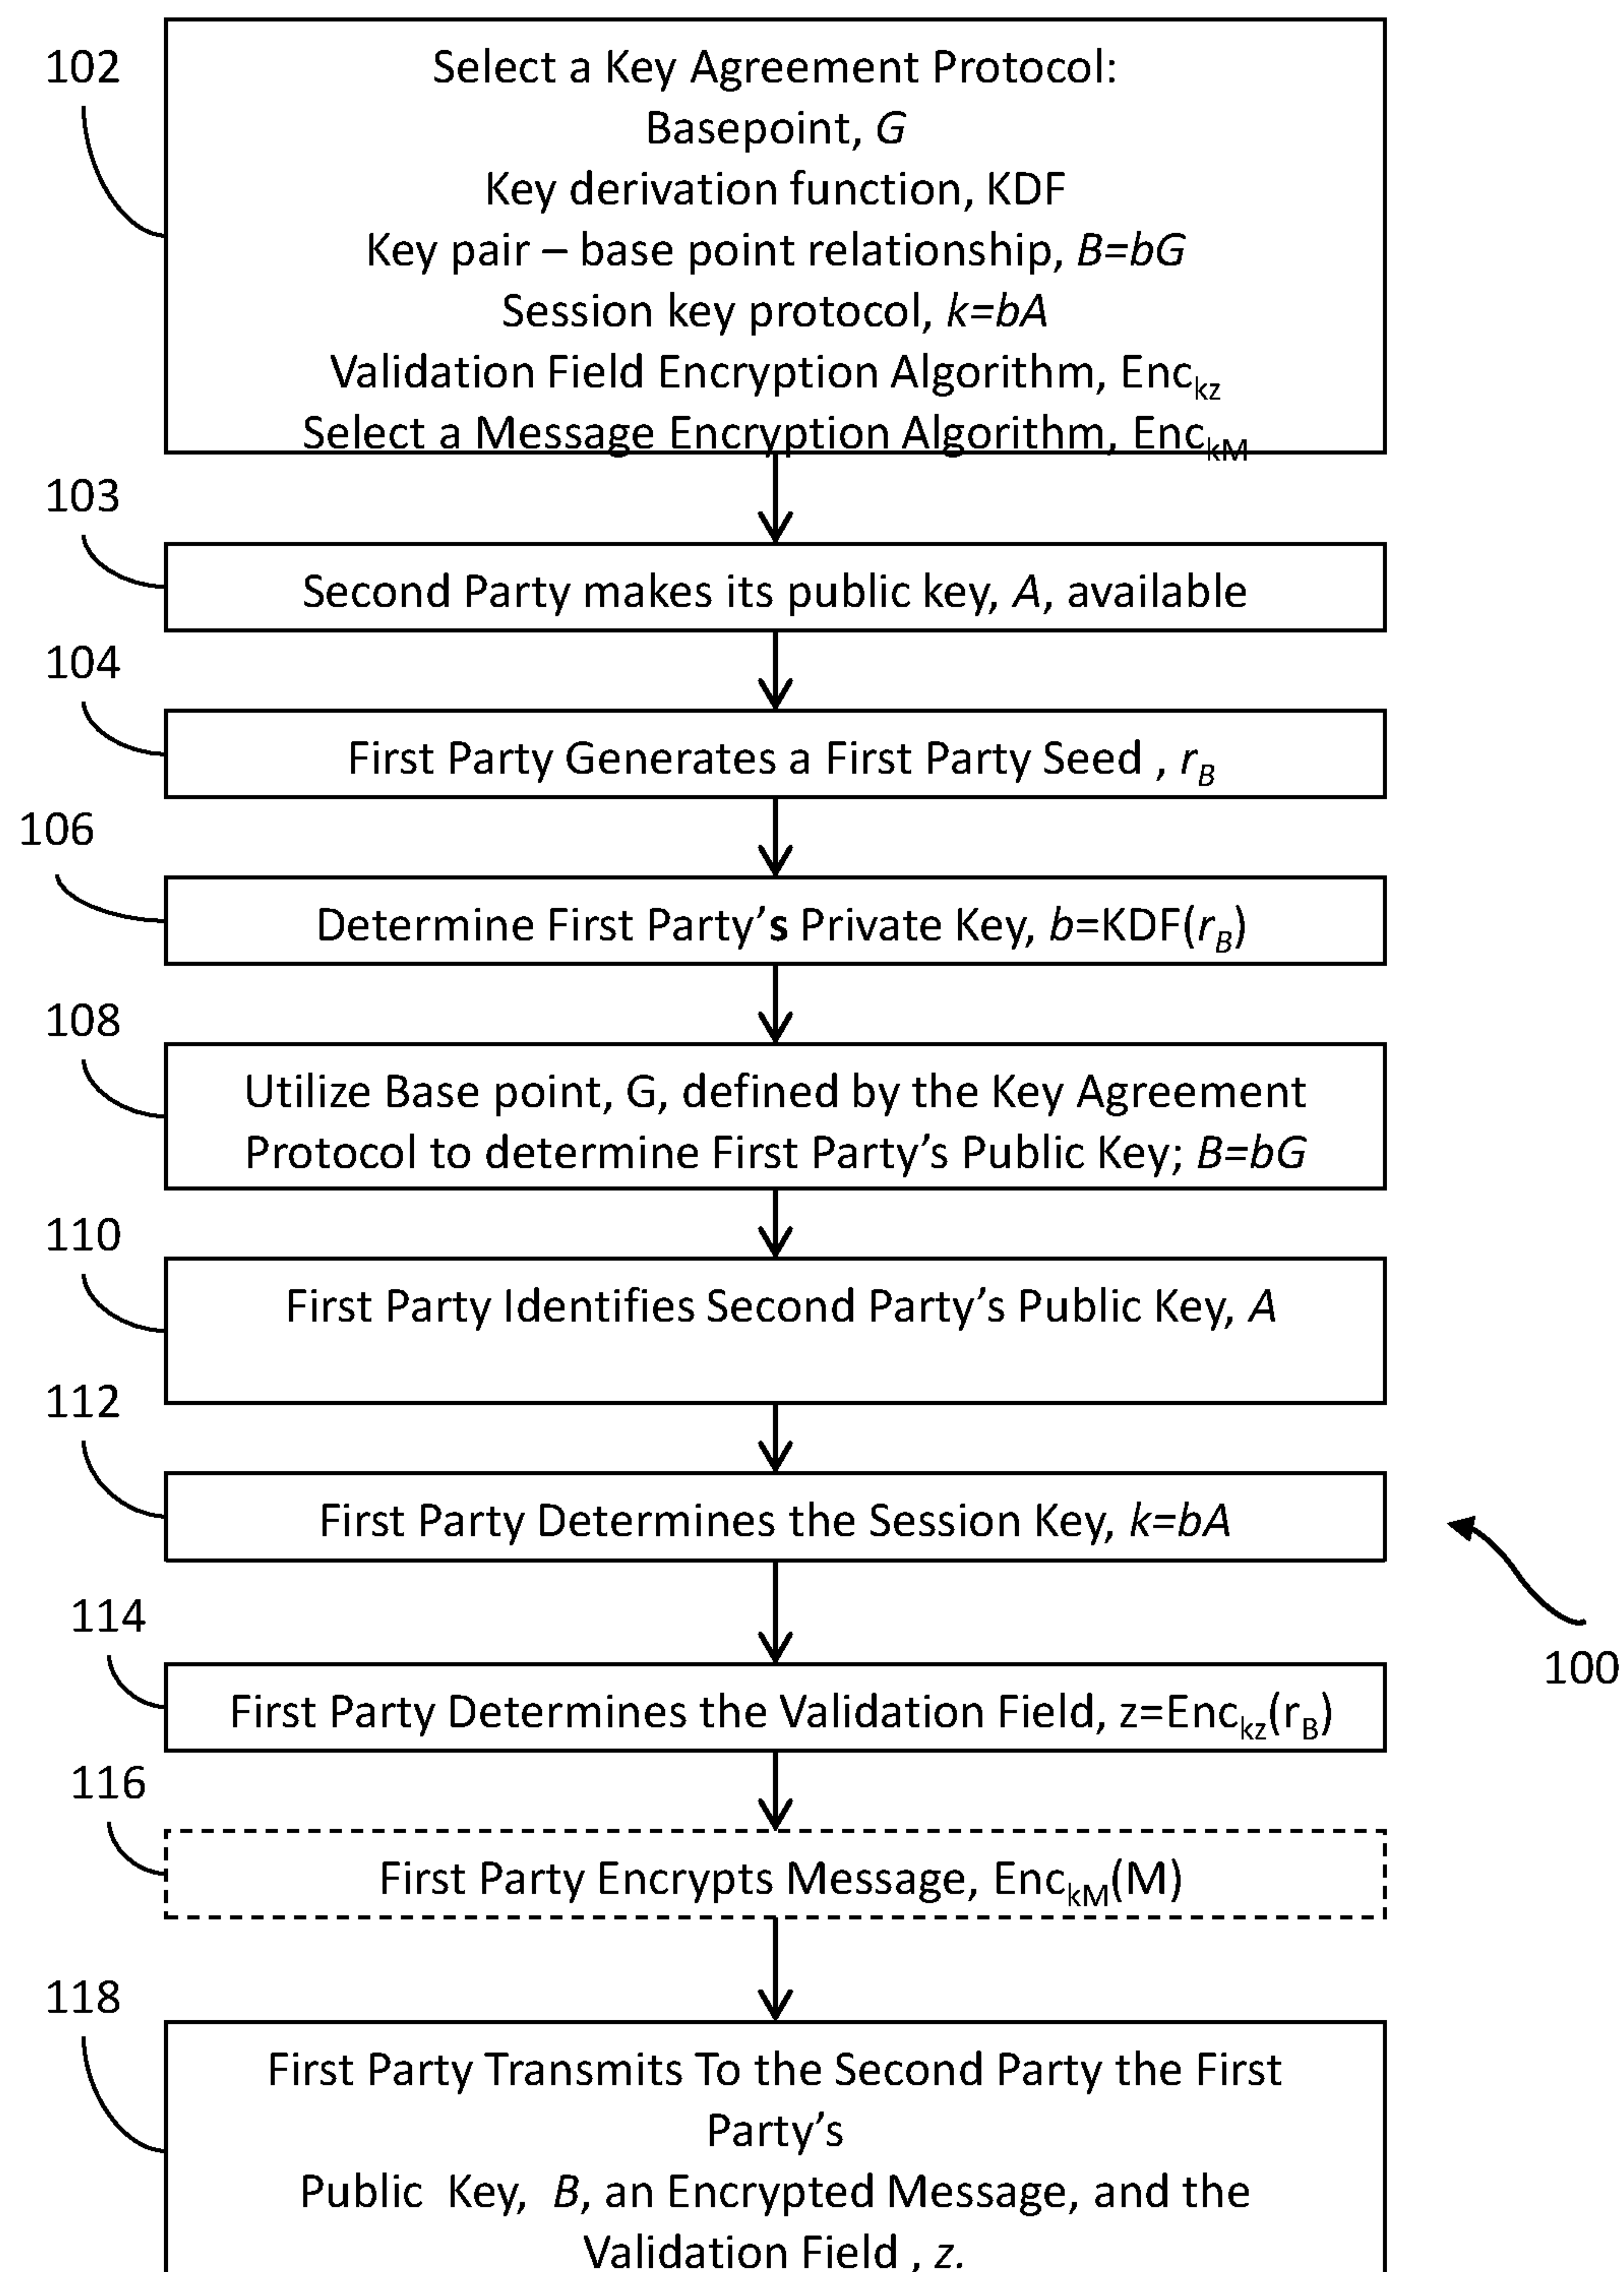 102
Select a Key Agreement Protocol:
Basepoint, G
Key derivation function, KDF
Key pair – base point relationship, B=bG
Session key protocol, k=bA
Validation Field Encryption Algorithm, Enckz
Select a Message Encryption Algorithm, EnckM
103
Second Party makes its public key, A, available
104
First Party Generates a First Party Seed , rB
106
Determine First Party’s Private Key, b=KDF(rB)
108
Utilize Base point, G, defined by the Key Agreement
Protocol to determine First Party’s Public Key; B=bG
110
First Party Identifies Second Party’s Public Key, A
112
First Party Determines the Session Key, k=bA
100
114
First Party Determines the Validation Field, z=Enckz(rB)
116
First Party Encrypts Message, EnckM(M)
118
First Party Transmits To the Second Party the First
Party’s
Public Key, B, an Encrypted Message, and the
Validation Field , z.